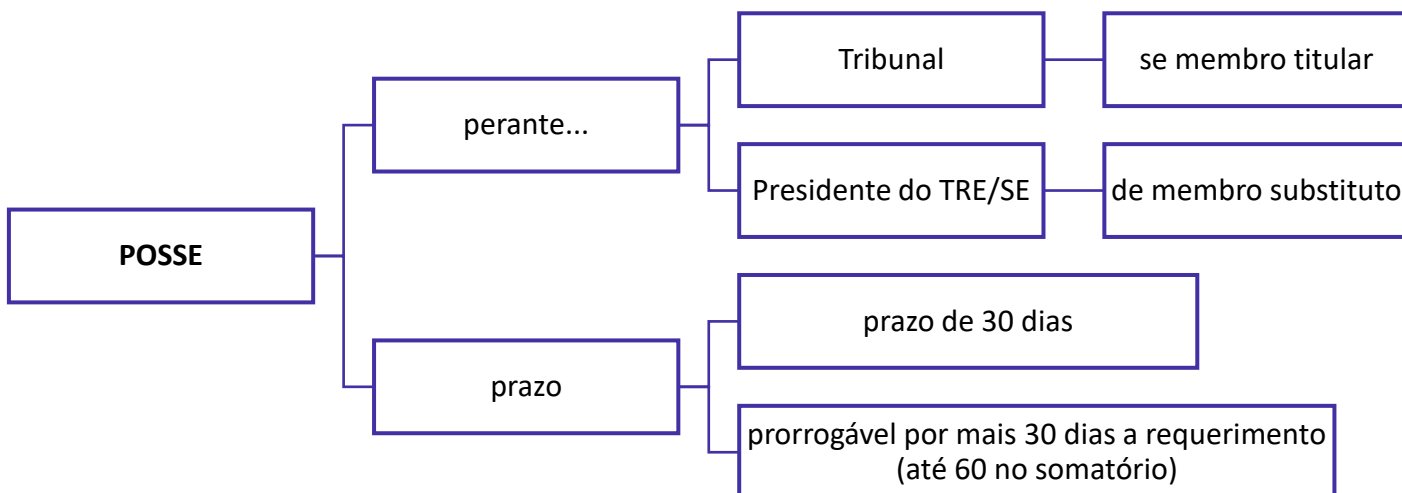 POSSE
perante...
Tribunal
se membro titular
Presidente do TRE/SE
de membro substituto
prazo
prazo de 30 dias
prorrogável por mais 30 dias a requerimento
(até 60 no somatório)